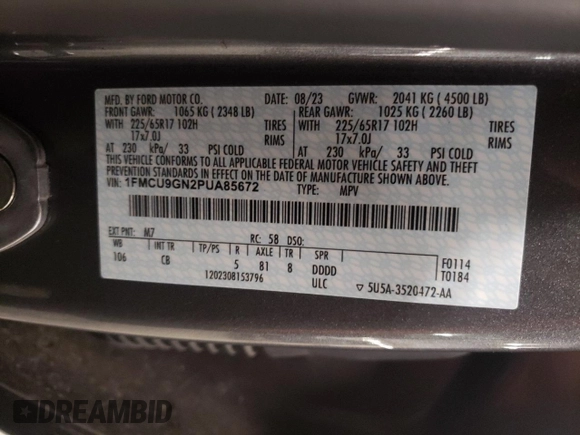 MFD. BY FORD MOTOR CO. DATE: 08/23 GVWR: 2041 KG ( 4500 LB)
FRONT GAWR: 1065 KG ( 2348 LB) REAR GAWR: 1025 KG ( 2260 LB)
WITH 225/65R17 102H TIRES WITH 225/65R17 102H TIRES
17x7.0J RIMS 17x7.0J RIMS
AT 230 kPa/ 33 PSI COLD AT 230 kPa/ 33 PSI COLD
THIS VEHICLE CONFORMS TO ALL APPLICABLE FEDERAL MOTOR VEHICLE SAFETY AND THEFT
PREVENTION STANDARDS IN EFFECT ON THE DATE OF MANUFACTURE SHOWN ABOVE.
1FMCU9GN2PUA85672 TYPE: MPV
EXT PNT: M7 RC: 58 DSO:
WB INT TR TP/PS R AXLE TR SPR F0114
106 CB 5 81 8 DDDD T0184
1202308153796 ULC ▽ 5U5A-3520472-AA
DREAMBID